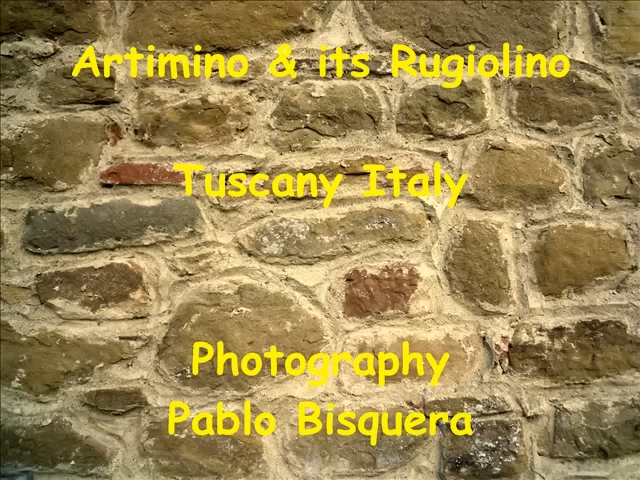 Artimino & its Rugiolino
Tuscany Italy
Photography
Pablo Bisquera